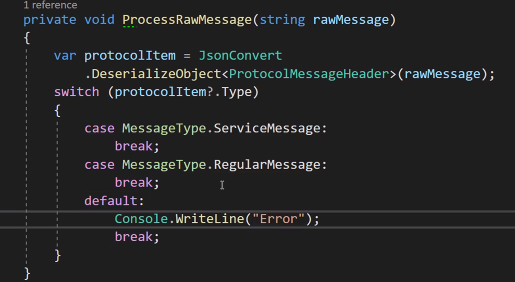 1 reference
private void ProcessRawMessage(string rawMessage)
{
var protocolItem = JsonConvert
.DeserializeObject<ProtocolMessageHeader>(rawMessage);
switch (protocolItem?.Type)
{
case MessageType.ServiceMessage:
break;
case MessageType.RegularMessage:
break;
default:
Console.WriteLine("Error");
break;
}
}